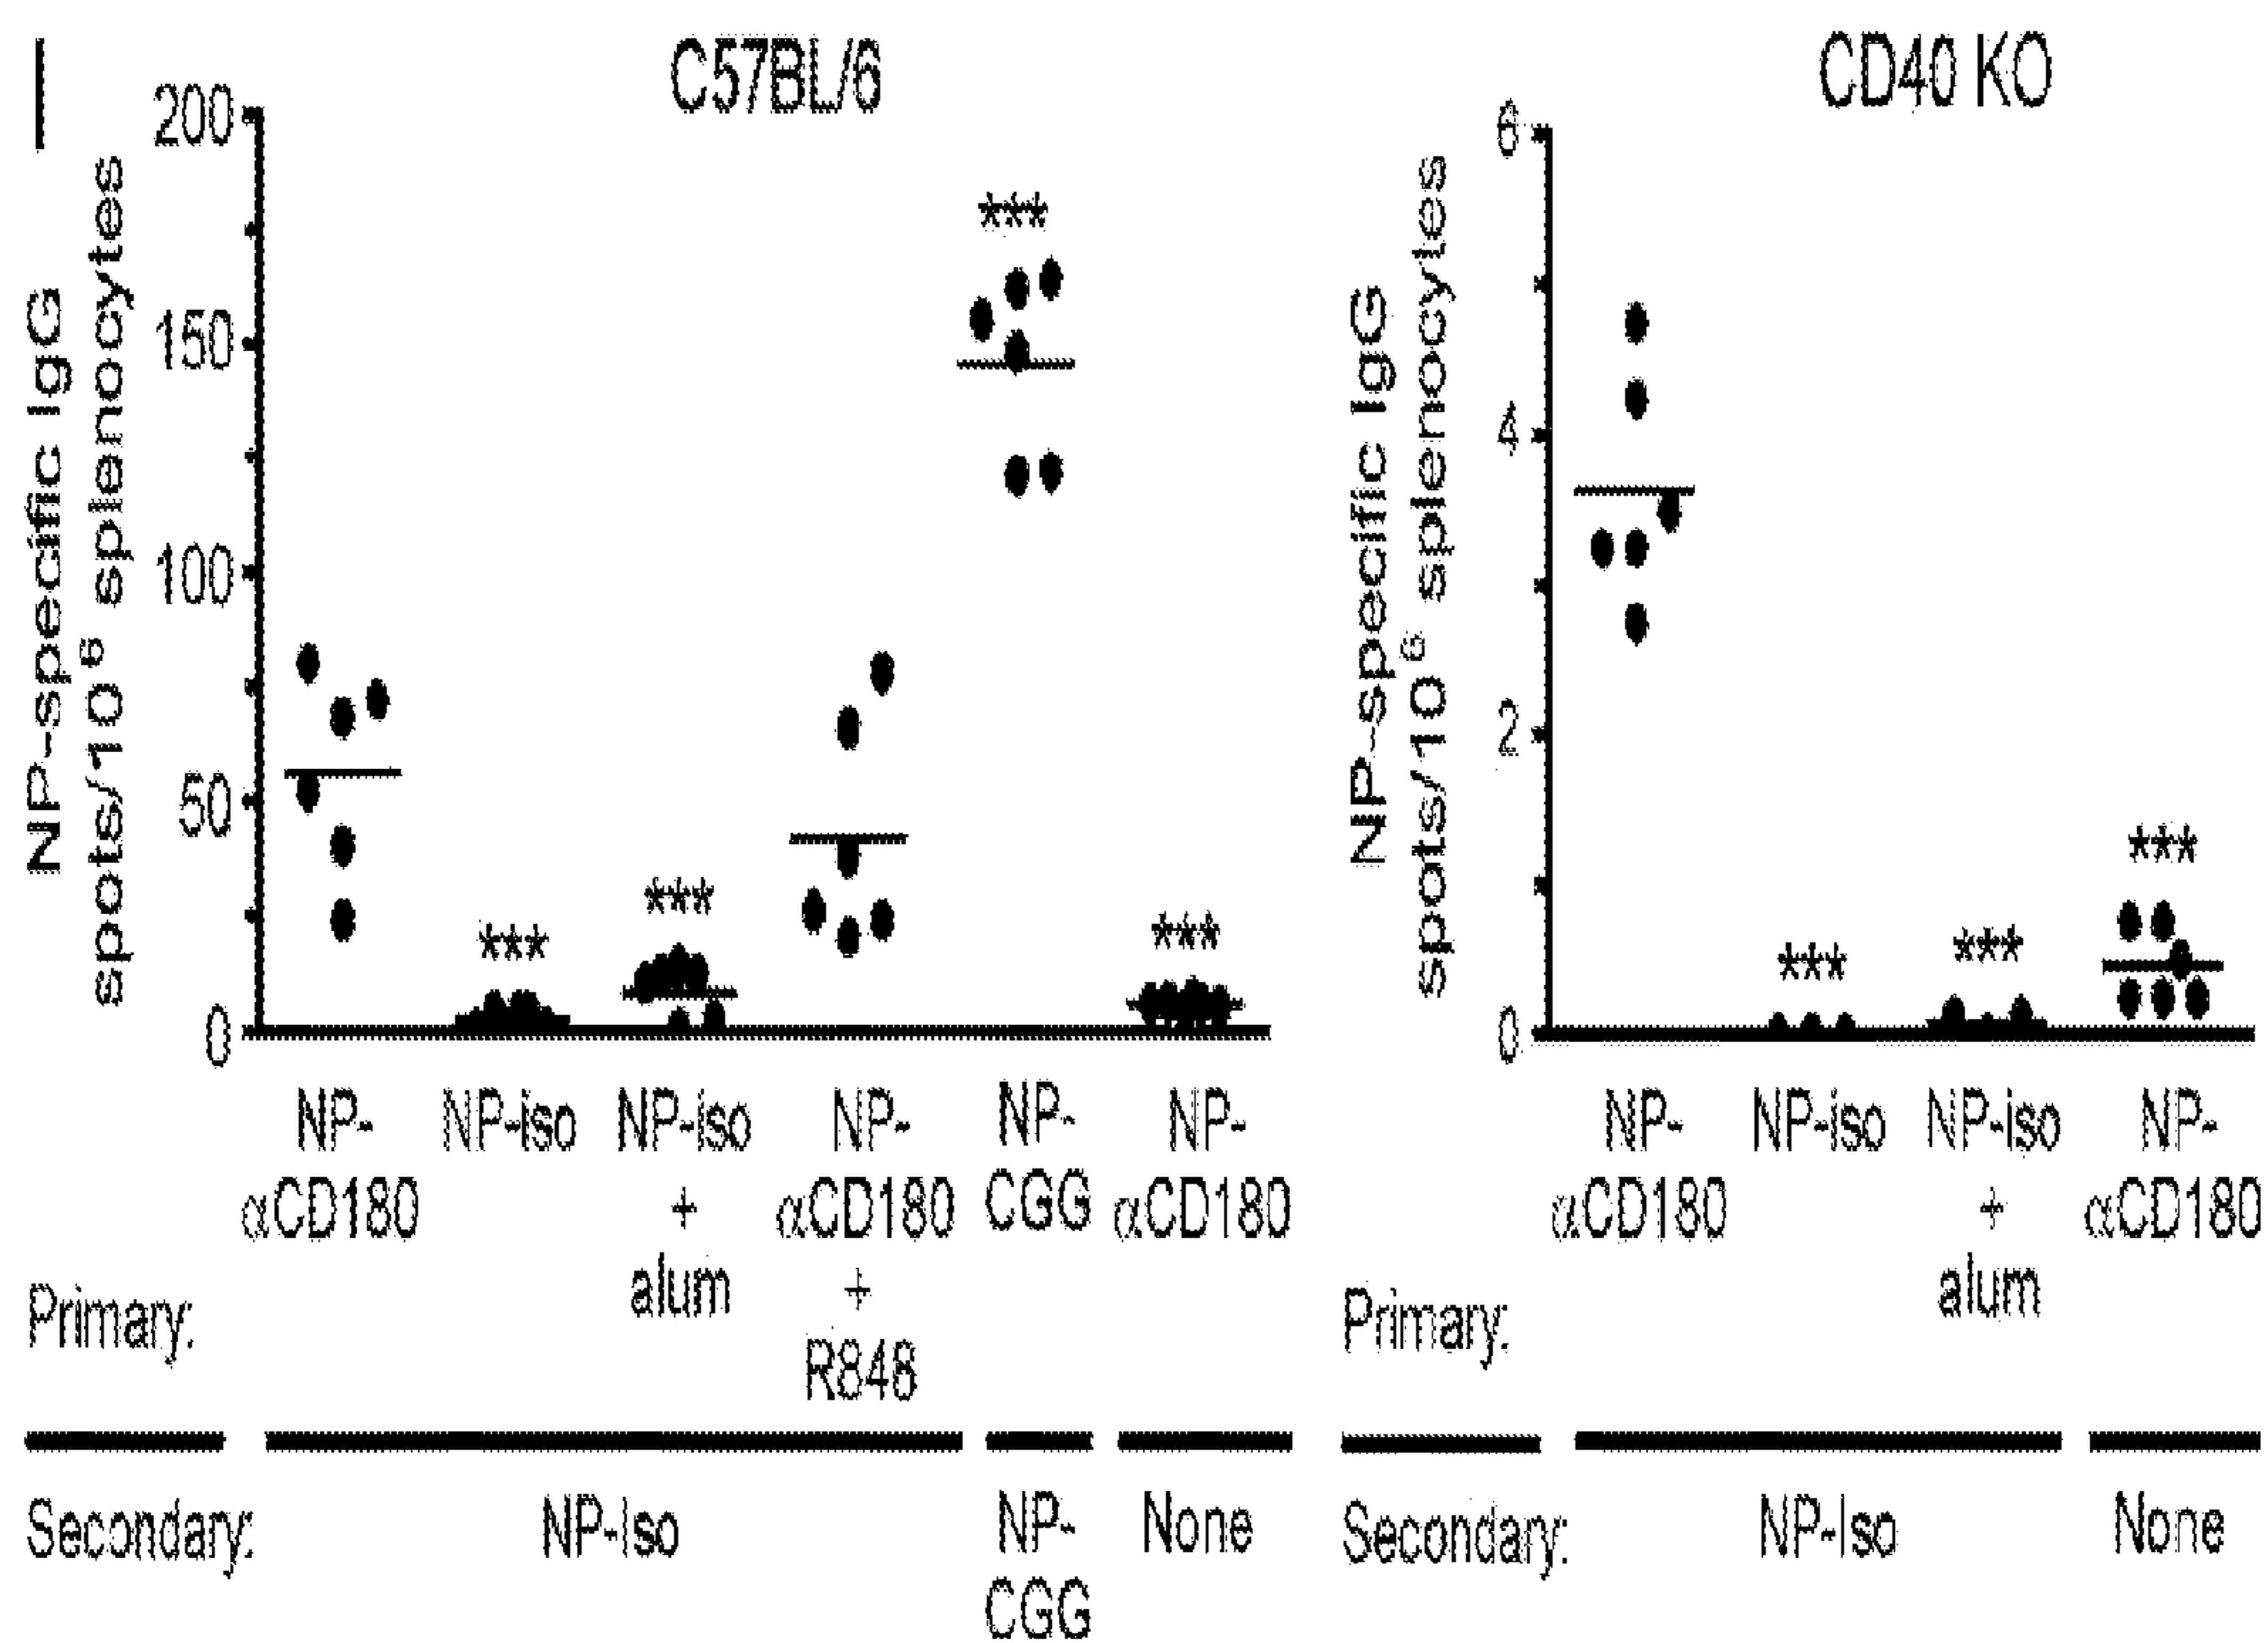 C57BL/6
NP-specific IgG
spots/10⁶ splenocytes
200
150
100
50
0
***
***
***
***
NP-
αCD180
NP-iso
NP-iso
+
alum
NP-
αCD180
+
R848
NP-
CGG
NP-
αCD180
Primary:
Secondary:
NP-Iso
NP-
CGG
None
CD40 KO
NP-specific IgG
spots/10⁶ splenocytes
6
4
2
0
***
***
***
NP-
αCD180
NP-iso
NP-iso
+
alum
NP-
αCD180
Primary:
Secondary:
NP-Iso
None